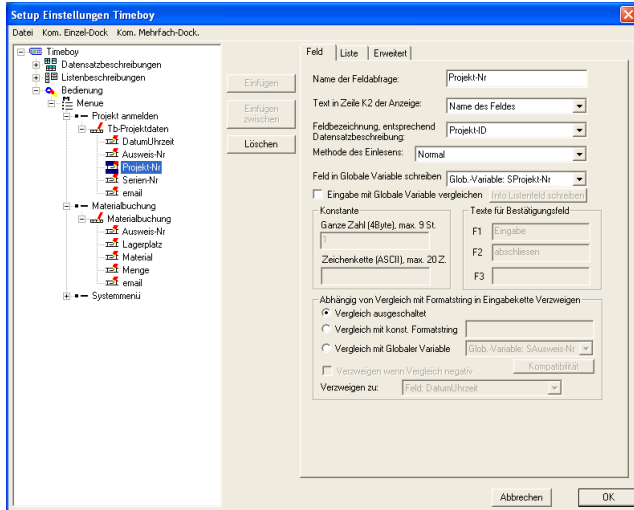 Setup Einstellungen Timeboy
Datei Kom. Einzel-Dock Kom. Mehrfach-Dock.
Timeboy
Datensatzbeschreibungen
Listenbeschreibungen
Bedienung
Menue
Projekt anmelden
Tb-Projektdaten
DatumUhrzeit
Ausweis-Nr
Projekt-Nr
Serien-Nr
email
Materialbuchung
Materialbuchung
Ausweis-Nr
Lagerplatz
Material
Menge
email
Systemmenü
Einfügen
Einfügen
zwischen
Löschen
Feld Liste Erweitert
Name der Feldabfrage: Projekt-Nr
Text in Zeile K2 der Anzeige: Name des Feldes
Feldbezeichnung, entsprechend
Datensatzbeschreibung: Projekt-ID
Methode des Einlesens: Normal
Feld in Globale Variable schreiben Glob.-Variable: SProjekt-Nr
Eingabe mit Globale Variable vergleichen Info Listenfeld schreiben
Konstante
Ganze Zahl (4Byte), max. 9 St.
1
Zeichenkette (ASCII), max. 20 Z.
Texte für Bestätigungsfeld
F1 Eingabe
F2 abschliesen
F3
Abhängig von Vergleich mit Formatstring in Eingabekette Verzweigen
Vergleich ausgeschaltet
Vergleich mit konst. Formatstring
Vergleich mit Globaler Variable Glob.-Variable: SAusweis-Nr
Verzweigen wenn Vergleich negativ Kompatibilität
Verzweigen zu: Feld: DatumUhrzeit
Abbrechen OK